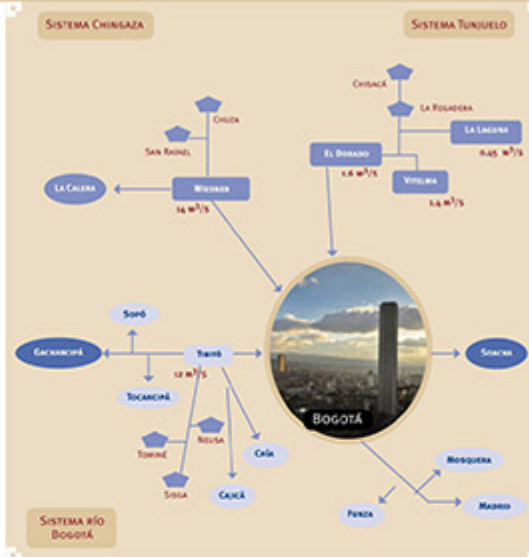 SISTEMA CHINGAZA
SISTEMA TUNJUELO
CHISACÁ
CHUZA
LA REGADERA
SAN RAFAEL
LA LAGUNA
0.45 m³/s
EL DORADO
1.6 m³/s
VITELMA
1.4 m³/s
LA CALERA
WIESNER
14 m³/s
SOPÓ
GACHANCIPÁ
TIBITÓ
12 m³/s
SOACHA
TOCANCIPÁ
BOGOTÁ
NEUSA
TOMINÉ
CHÍA
SISGA
CAJICÁ
MOSQUERA
FUNZA
MADRID
SISTEMA RÍO
BOGOTÁ